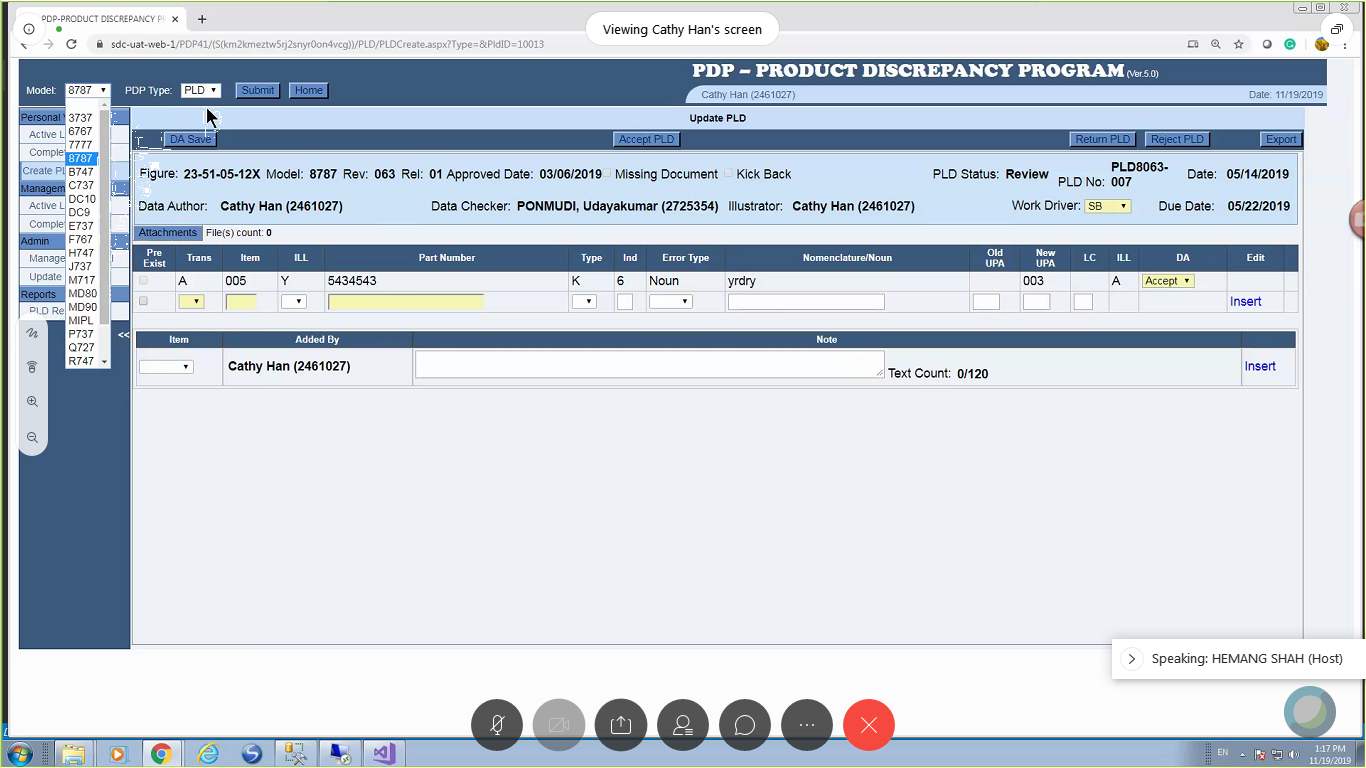 PDP-PRODUCT DISCREPANCY PR
Viewing Cathy Han's screen
sdc-uat-web-1/PDP41/(S(km2kmeztw5rj2snyr0on4vcg))/PLD/PLDCreate.aspx?Type=&PldID=10013
PDP – PRODUCT DISCREPANCY PROGRAM (Ver.5.0)
Model: 8787 PDP Type: PLD Submit Home
Cathy Han (2461027) Date: 11/19/2019
Personal
Active L
Comple
Create PL
Managem
Active L
Comple
Admin
Manage
Update
Reports
PLD Re
<<
3737
6767
7777
8787
B747
C737
DC10
DC9
E737
F767
H747
J737
M717
MD80
MD90
MIPL
P737
Q727
R747
Update PLD
DA Save Accept PLD Return PLD Reject PLD Export
Figure: 23-51-05-12X Model: 8787 Rev: 063 Rel: 01 Approved Date: 03/06/2019 Missing Document Kick Back PLD Status: Review PLD No: PLD8063-007 Date: 05/14/2019
Data Author: Cathy Han (2461027) Data Checker: PONMUDI, Udayakumar (2725354) Illustrator: Cathy Han (2461027) Work Driver: SB Due Date: 05/22/2019
Attachments File(s) count: 0
Pre Exist Trans Item ILL Part Number Type Ind Error Type Nomenclature/Noun Old UPA New UPA LC ILL DA Edit
A 005 Y 5434543 K 6 Noun yrdry 003 A Accept
Insert
Item Added By Note
Cathy Han (2461027) Text Count: 0/120 Insert
Speaking: HEMANG SHAH (Host)
EN 1:17 PM
11/19/2019